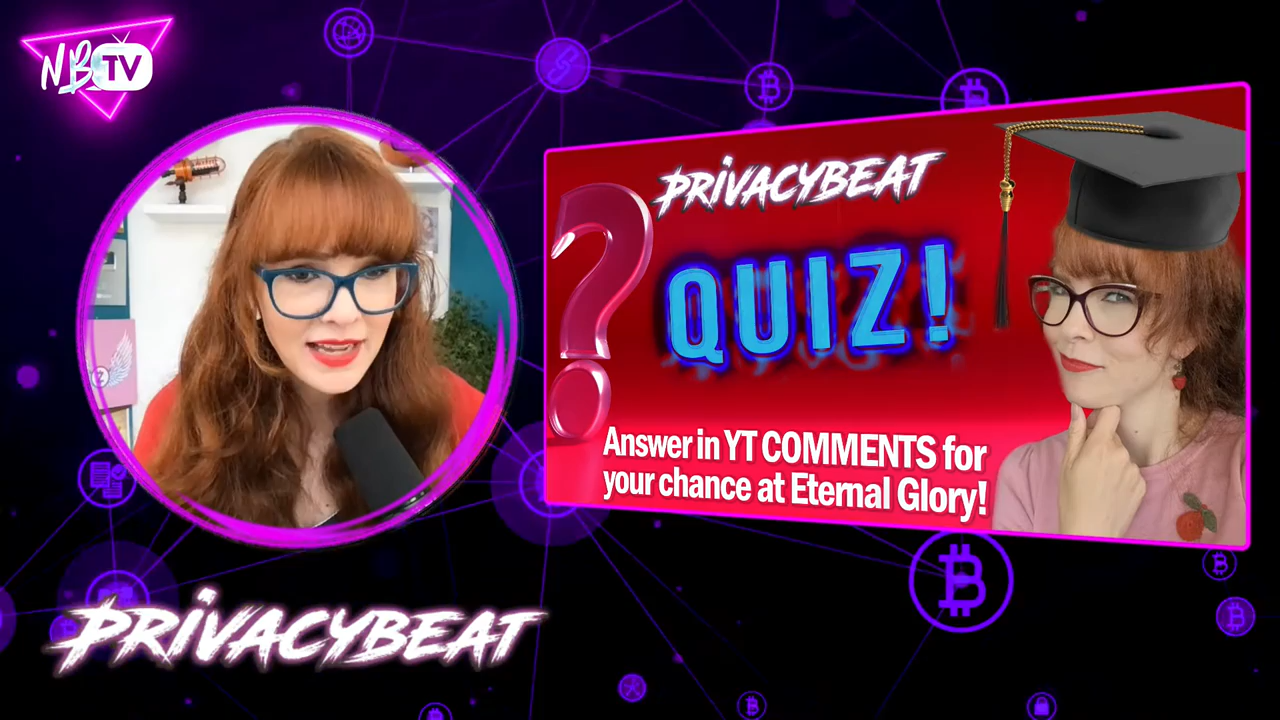 NBTV
PRIVACYBEAT
QUIZ!
Answer in YT COMMENTS for
your chance at Eternal Glory!
PRIVACYBEAT